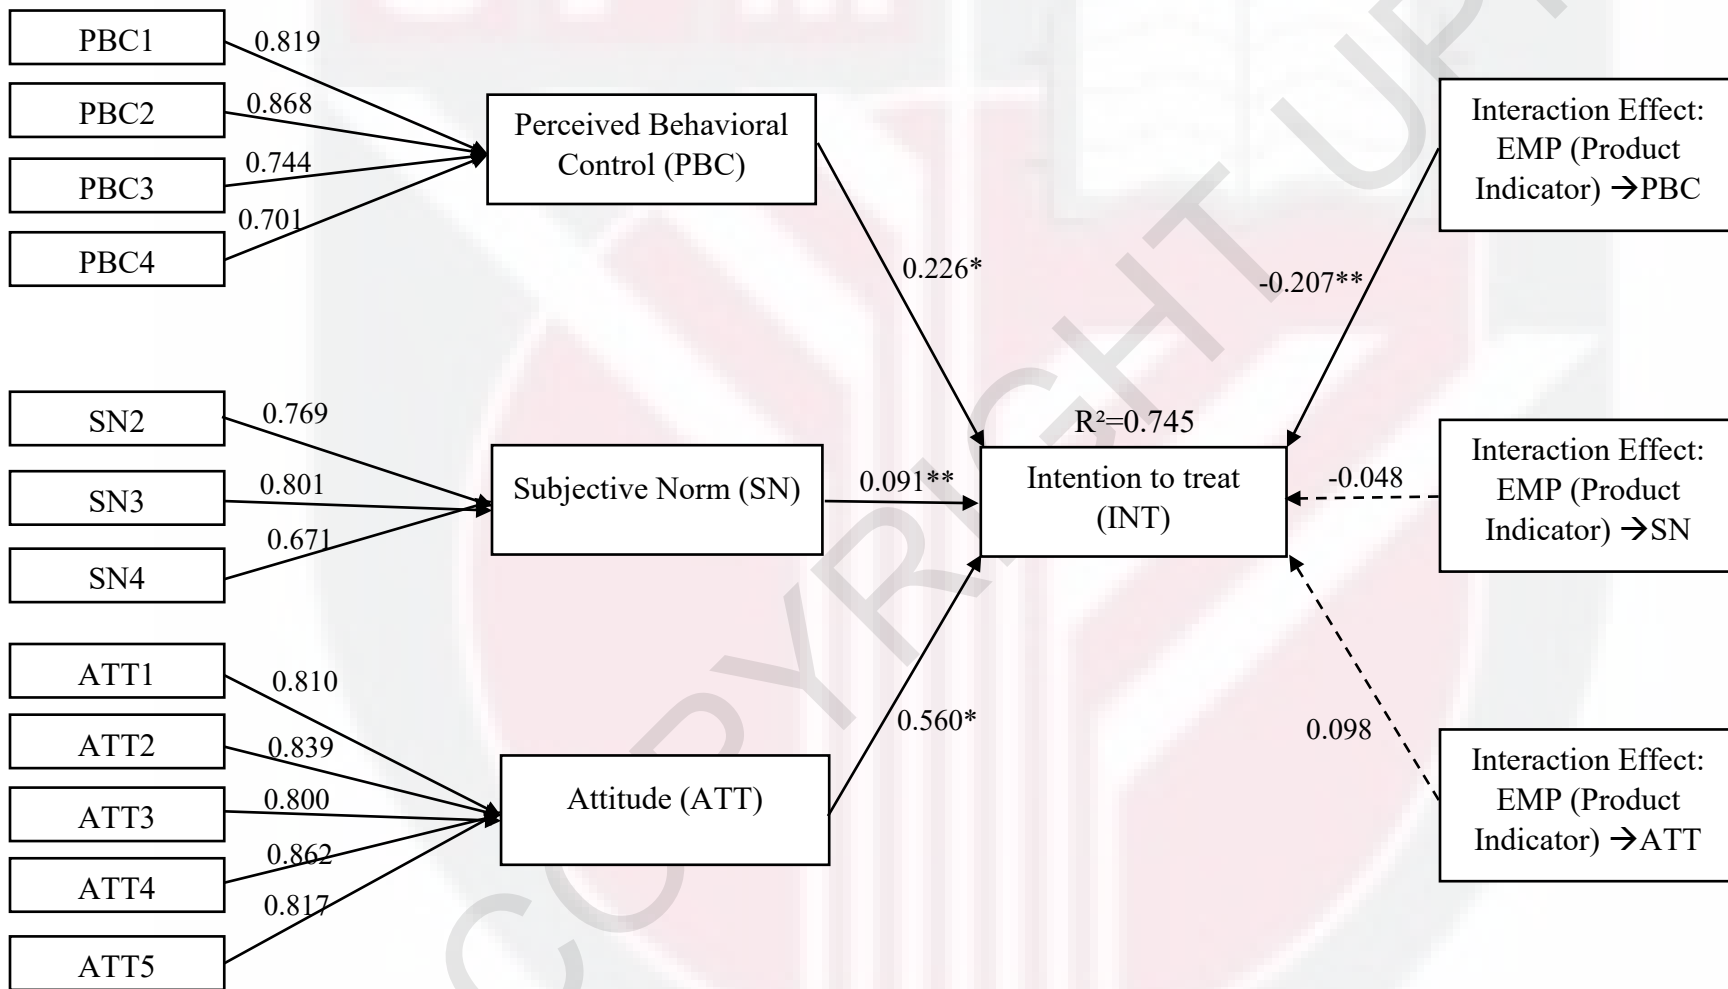 PBC1
0.819
PBC2
0.868
PBC3
0.744
PBC4
0.701
Perceived Behavioral
Control (PBC)
0.226*
SN2
0.769
SN3
0.801
SN4
0.671
Subjective Norm (SN)
0.091**
ATT1
0.810
ATT2
0.839
ATT3
0.800
ATT4
0.862
ATT5
0.817
Attitude (ATT)
0.560*
R²=0.745
Intention to treat
(INT)
Interaction Effect:
EMP (Product
Indicator) →PBC
-0.207**
Interaction Effect:
EMP (Product
Indicator) →SN
-0.048
Interaction Effect:
EMP (Product
Indicator) →ATT
0.098
COPYRIGHT UP